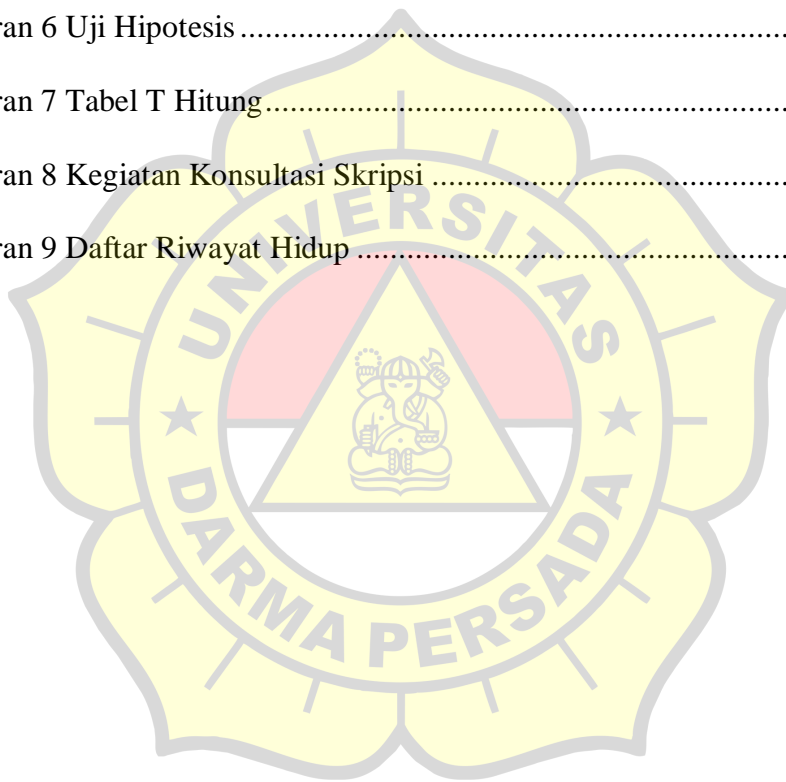 ran 6 Uji Hipotesis ....................................................................
ran 7 Tabel T Hitung.................................................................
ran 8 Kegiatan Konsultasi Skripsi ............................................
ran 9 Daftar Riwayat Hidup .....................................................
UNIVERSITAS
DARMA PERSADA